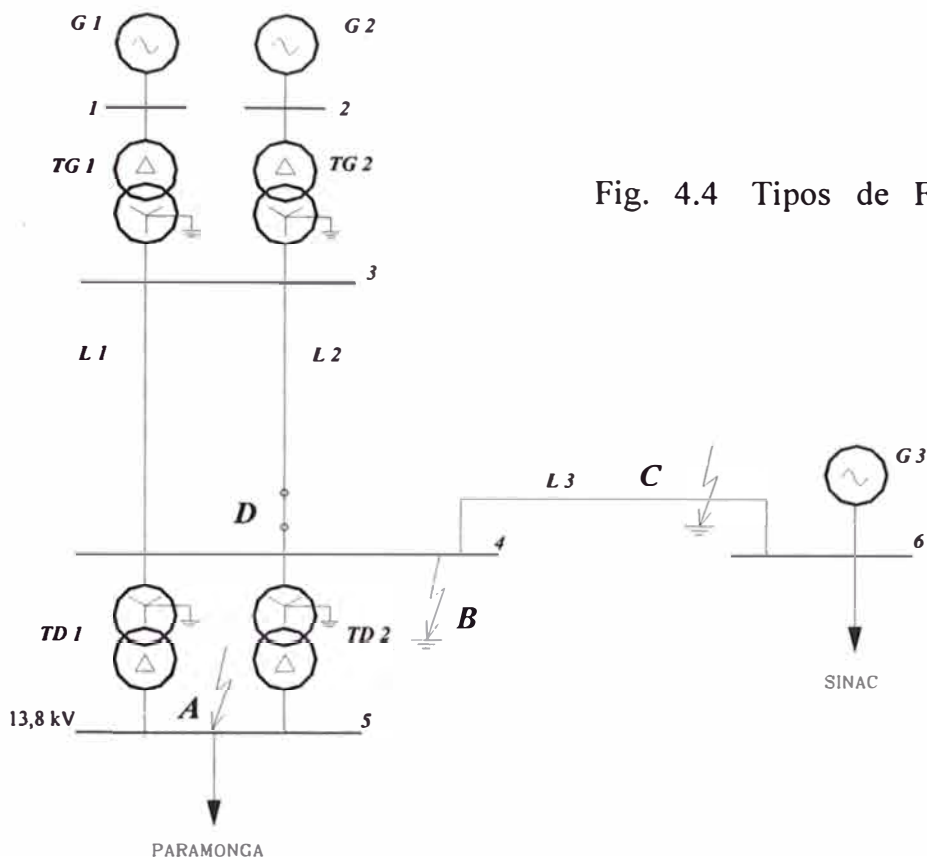 G 1
G 2
1
2
TG 1
TG 2
Fig. 4.4 Tipos de F
3
L 1
L 2
D
L 3
C
G 3
4
6
B
TD 1
TD 2
SINAC
A
13,8 kV
5
PARAMONGA